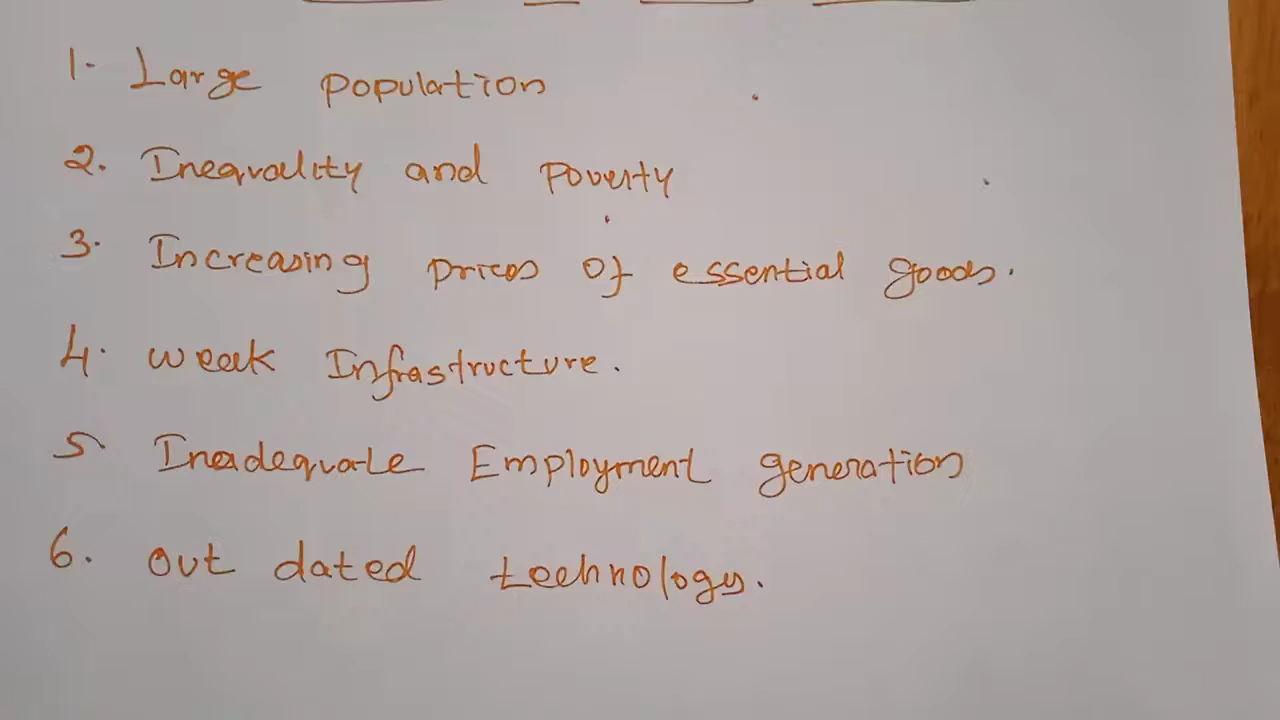 1. Large population
2. Inequality and Poverty
3. Increasing prices of essential goods.
4. weak Infrastructure.
5. Inadequate Employment generation
6. out dated technology.